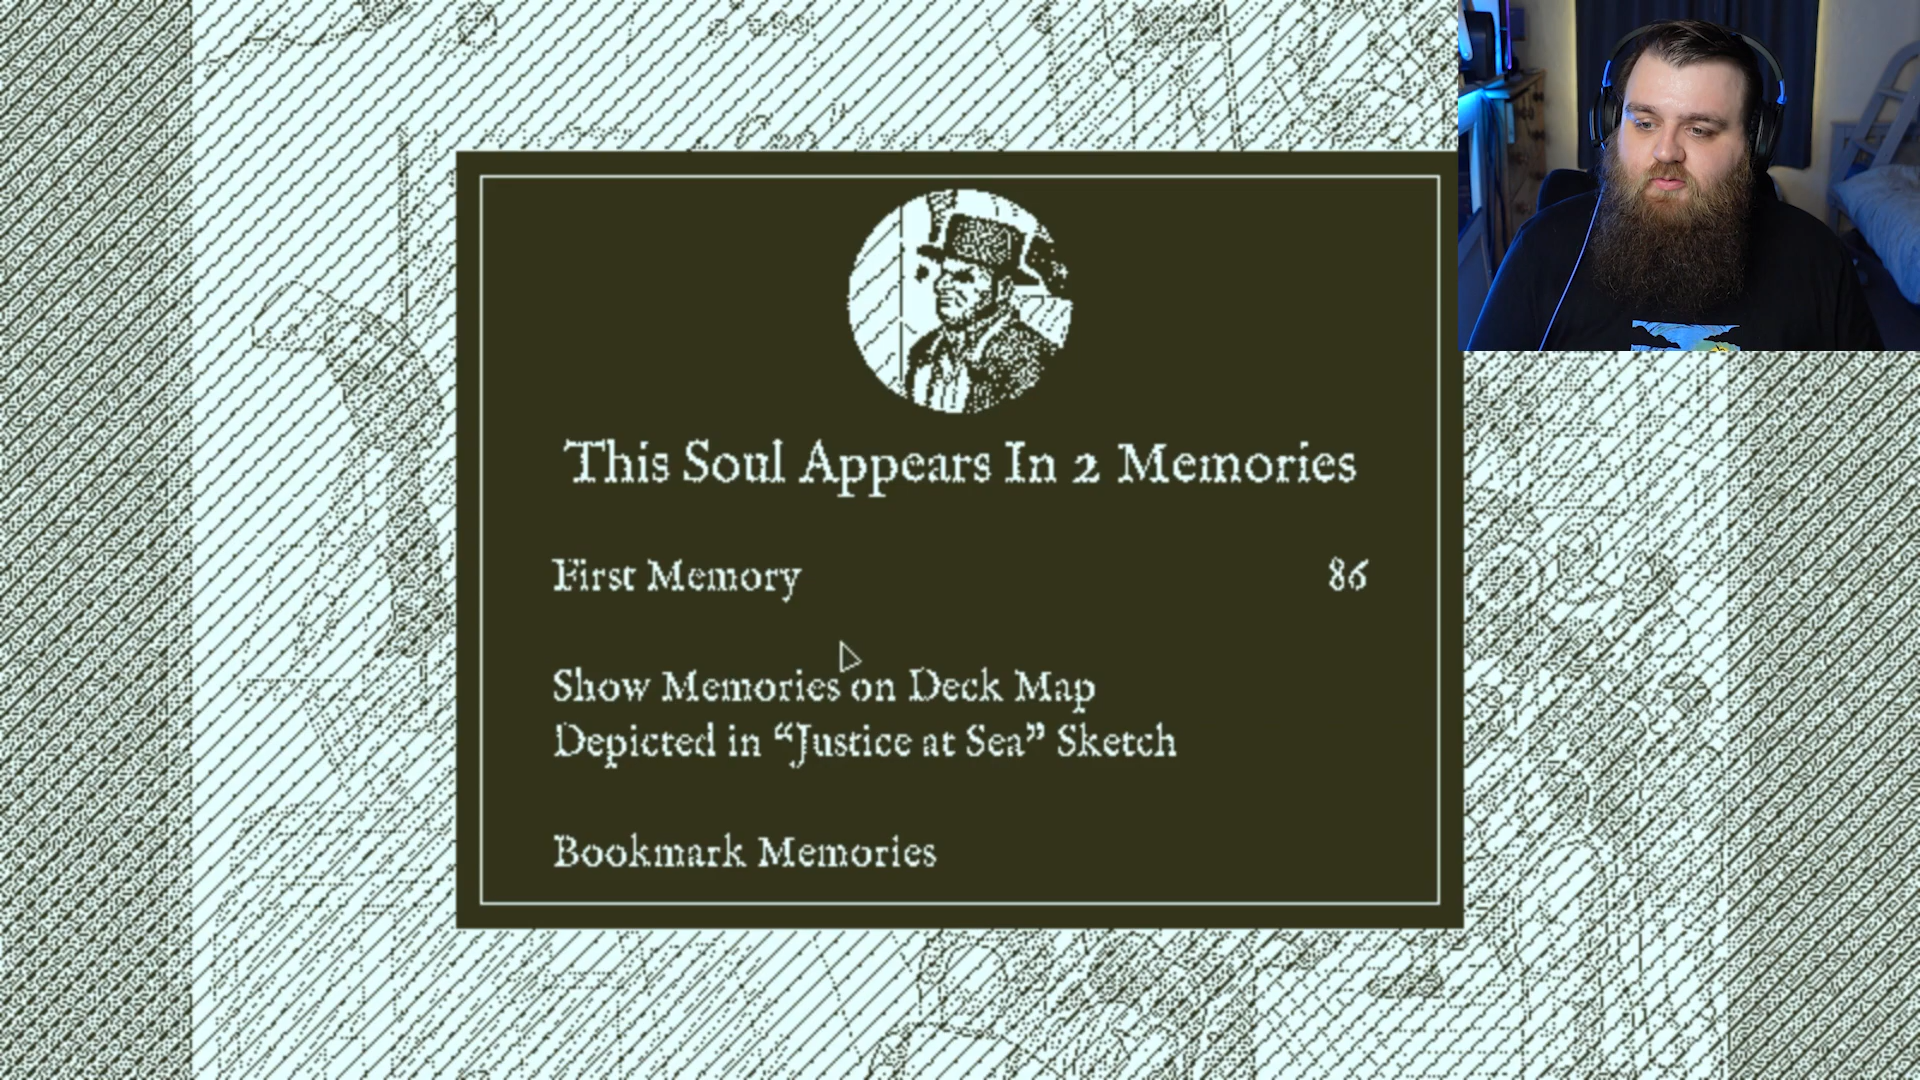 This Soul Appears In 2 Memories
First Memory 86
Show Memories on Deck Map
Depicted in “Justice at Sea” Sketch
Bookmark Memories